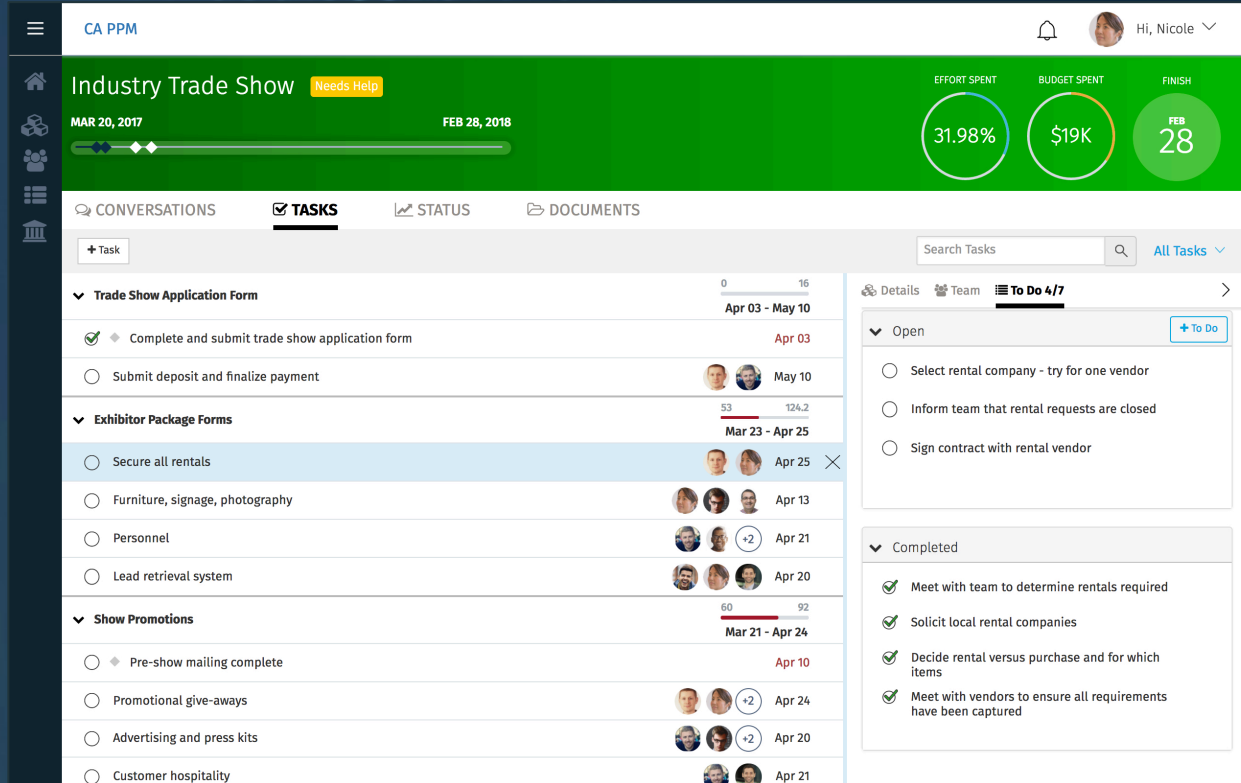 CA PPM
Hi, Nicole
Industry Trade Show
Needs Help
MAR 20, 2017
FEB 28, 2018
EFFORT SPENT
31.98%
BUDGET SPENT
$19K
FINISH
FEB
28
CONVERSATIONS
TASKS
STATUS
DOCUMENTS
+ Task
Search Tasks
All Tasks
Trade Show Application Form
0
16
Apr 03 - May 10
Complete and submit trade show application form
Apr 03
Submit deposit and finalize payment
May 10
Exhibitor Package Forms
53
124.2
Mar 23 - Apr 25
Secure all rentals
Apr 25
Furniture, signage, photography
Apr 13
Personnel
+2
Apr 21
Lead retrieval system
Apr 20
Show Promotions
60
92
Mar 21 - Apr 24
Pre-show mailing complete
Apr 10
Promotional give-aways
+2
Apr 24
Advertising and press kits
+2
Apr 20
Customer hospitality
Apr 21
Details
Team
To Do 4/7
Open
+ To Do
Select rental company - try for one vendor
Inform team that rental requests are closed
Sign contract with rental vendor
Completed
Meet with team to determine rentals required
Solicit local rental companies
Decide rental versus purchase and for which
items
Meet with vendors to ensure all requirements
have been captured